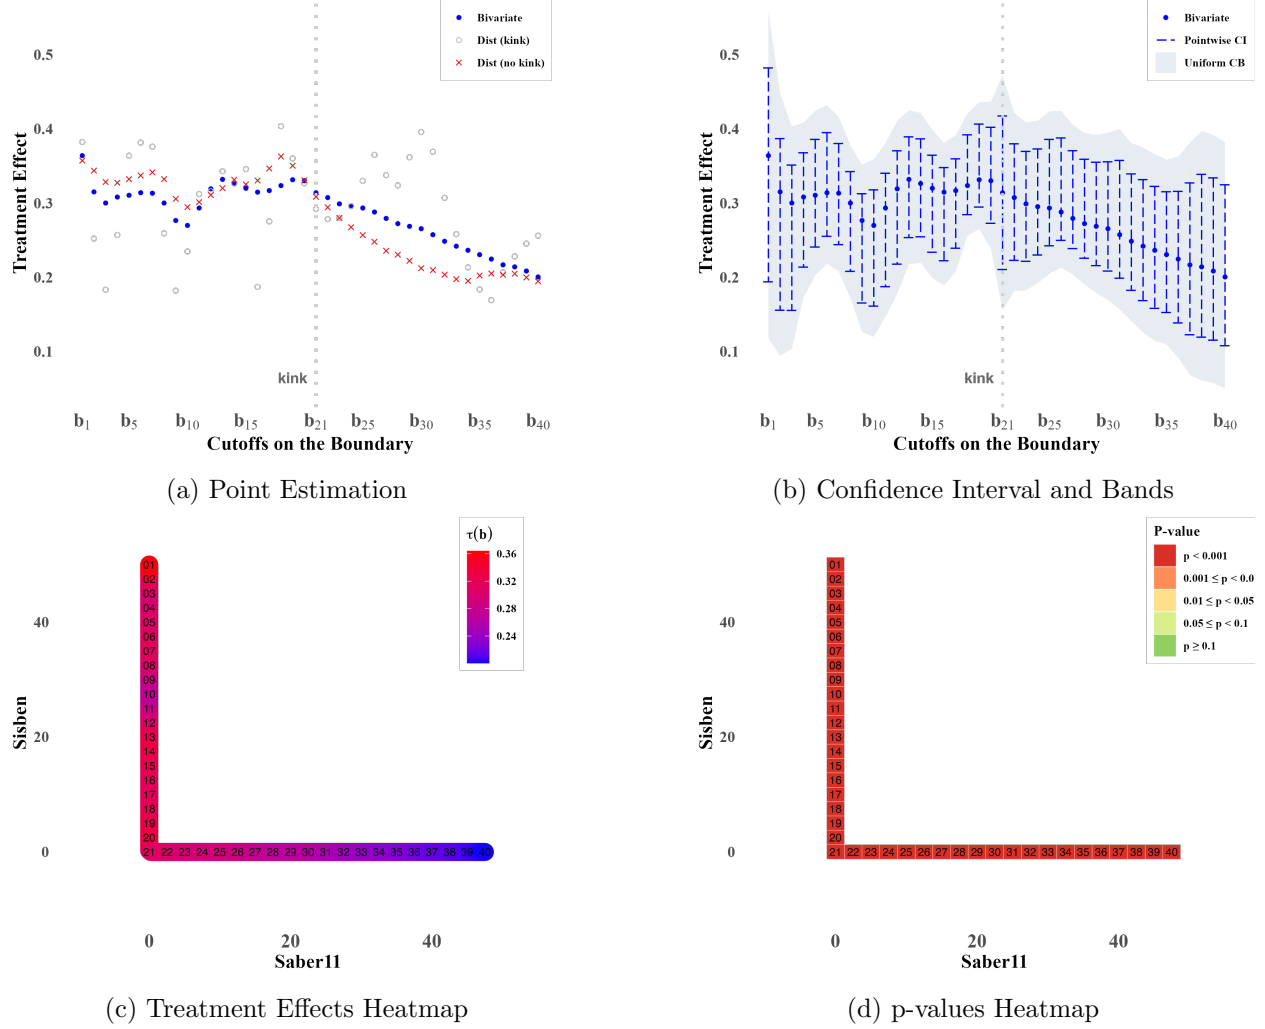 Treatment Effect
0.5
0.4
0.3
0.2
0.1
Bivariate
Dist (kink)
Dist (no kink)
kink
b1 b5 b10 b15 b21 b25 b30 b35 b40
Cutoffs on the Boundary
(a) Point Estimation
Treatment Effect
0.5
0.4
0.3
0.2
0.1
Bivariate
Pointwise CI
Uniform CB
kink
b1 b5 b10 b15 b21 b25 b30 b35 b40
Cutoffs on the Boundary
(b) Confidence Interval and Bands
Sisben
40
20
0
τ(b)
0.36
0.32
0.28
0.24
01
02
03
04
05
06
07
08
09
10
11
12
13
14
15
16
17
18
19
20
21 22 23 24 25 26 27 28 29 30 31 32 33 34 35 36 37 38 39 40
0 20 40
Saber11
(c) Treatment Effects Heatmap
Sisben
40
20
0
P-value
p < 0.001
0.001 ≤ p < 0.0
0.01 ≤ p < 0.05
0.05 ≤ p < 0.1
p ≥ 0.1
01
02
03
04
05
06
07
08
09
10
11
12
13
14
15
16
17
18
19
20
21 22 23 24 25 26 27 28 29 30 31 32 33 34 35 36 37 38 39 40
0 20 40
Saber11
(d) p-values Heatmap